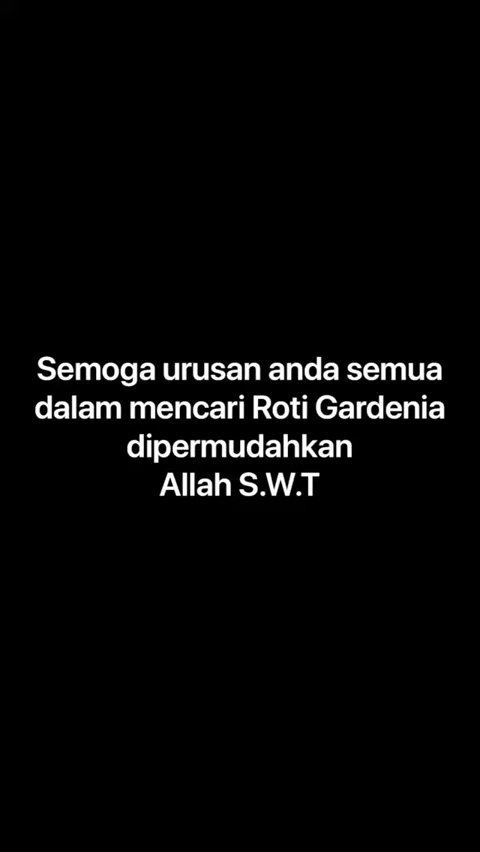 Semoga urusan anda semua
dalam mencari Roti Gardenia
dipermudahkan
Allah S.W.T